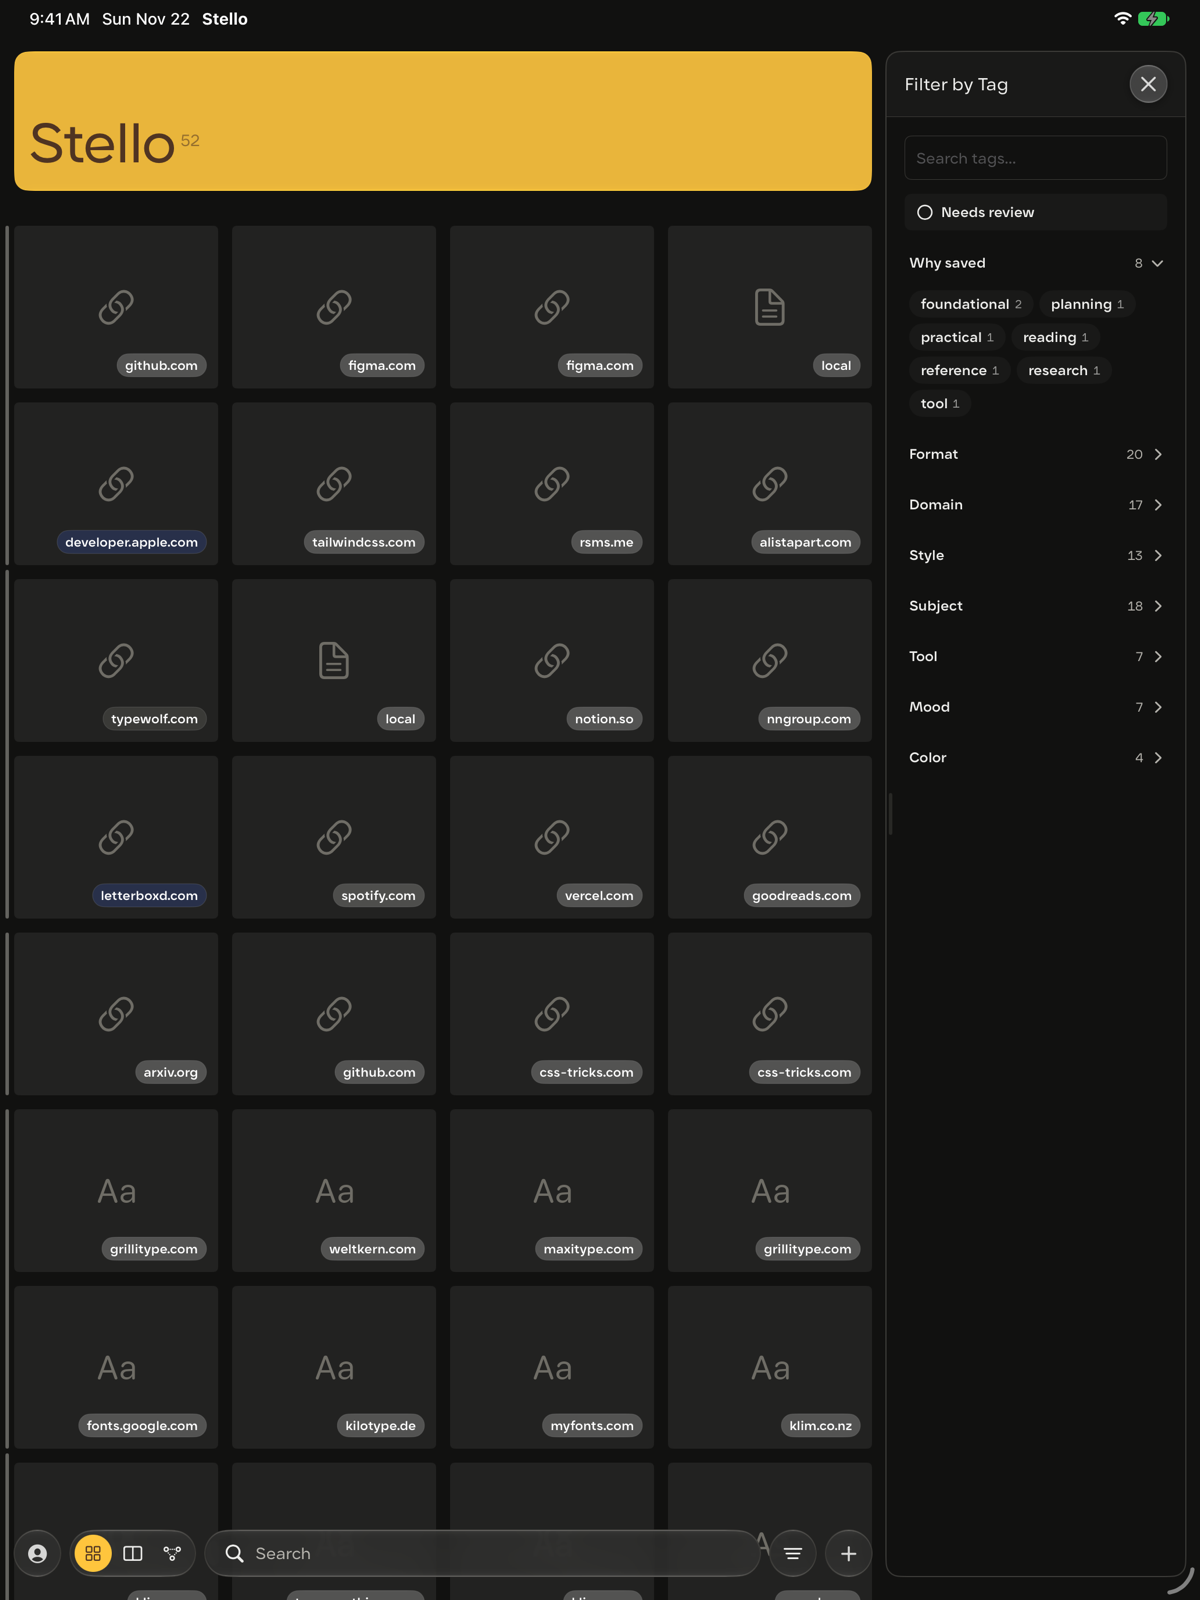 9:41 AM Sun Nov 22 Stello
Stello 52
github.com
figma.com
figma.com
local
developer.apple.com
tailwindcss.com
rsms.me
alistapart.com
typewolf.com
local
notion.so
nngroup.com
letterboxd.com
spotify.com
vercel.com
goodreads.com
arxiv.org
github.com
css-tricks.com
css-tricks.com
Aa
Aa
Aa
Aa
grillitype.com
weltkern.com
maxitype.com
grillitype.com
Aa
Aa
Aa
Aa
fonts.google.com
kilotype.de
myfonts.com
klim.co.nz
Search
Filter by Tag
Search tags...
Needs review
Why saved 8
foundational 2 planning 1
practical 1 reading 1
reference 1 research 1
tool 1
Format 20
Domain 17
Style 13
Subject 18
Tool 7
Mood 7
Color 4